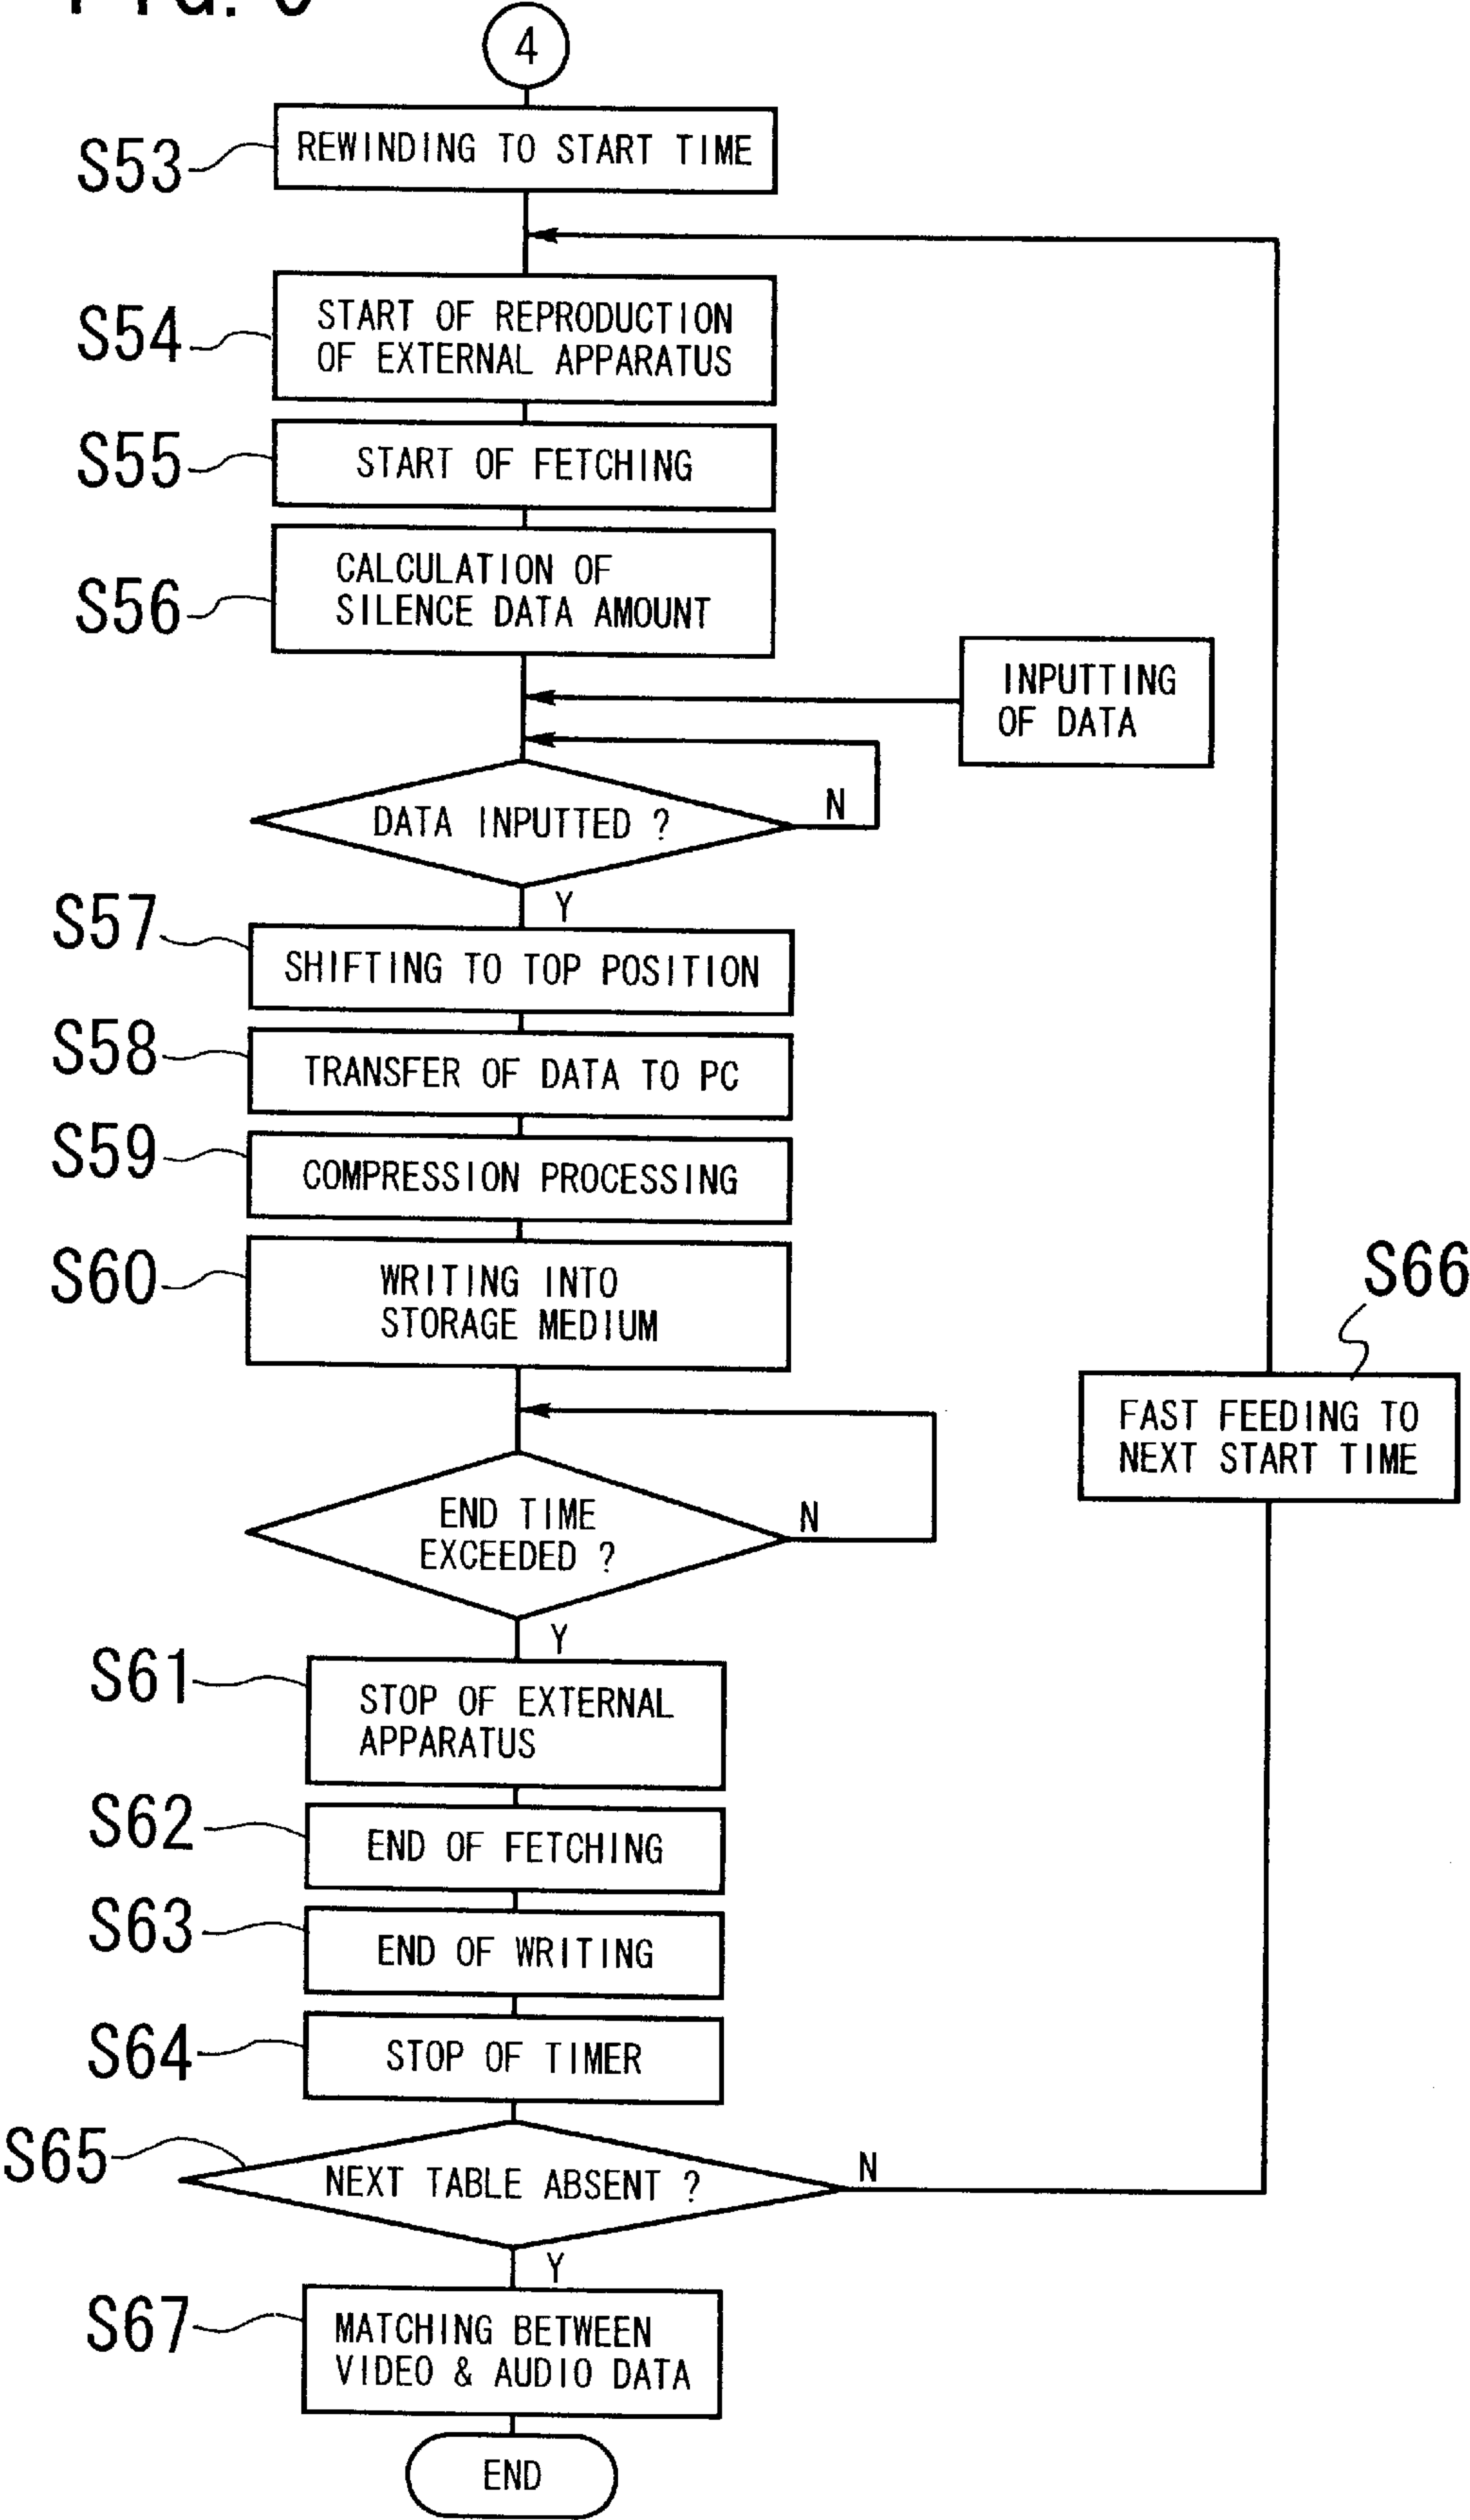 4
S53
REWINDING TO START TIME
S54
START OF REPRODUCTION
OF EXTERNAL APPARATUS
S55
START OF FETCHING
S56
CALCULATION OF
SILENCE DATA AMOUNT
INPUTTING
OF DATA
DATA INPUTTED ?
N
Y
S57
SHIFTING TO TOP POSITION
S58
TRANSFER OF DATA TO PC
S59
COMPRESSION PROCESSING
S60
WRITING INTO
STORAGE MEDIUM
S66
FAST FEEDING TO
NEXT START TIME
END TIME
EXCEEDED ?
N
Y
S61
STOP OF EXTERNAL
APPARATUS
S62
END OF FETCHING
S63
END OF WRITING
S64
STOP OF TIMER
S65
NEXT TABLE ABSENT ?
N
Y
S67
MATCHING BETWEEN
VIDEO & AUDIO DATA
END